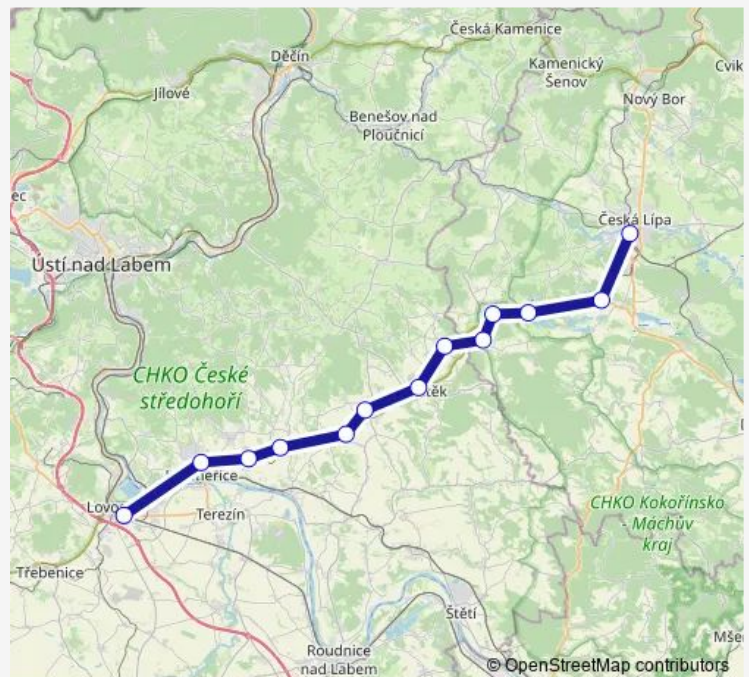 Česká Kamenice
Děčín
Kamenický
Šenov
Cvik
Jílové
Nový Bor
Benešov nad
Ploučnicí
ec
Česká Lípa
Ústí nad Labem
CHKO České
středohoří
těk
měřice
CHKO Kokořínsko
- Máchův
kraj
Lovo
Terezín
Třebenice
Štětí
Mše
Roudnice
nad Labem
© OpenStreetMap contributors